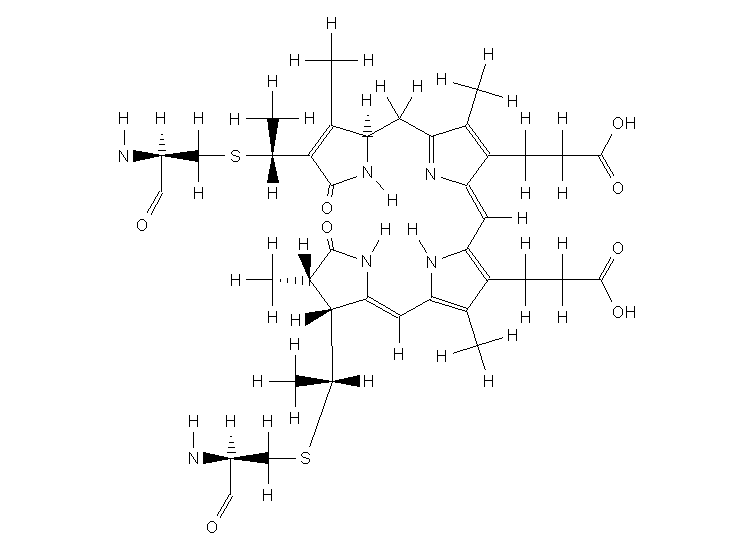 H
H H
H H H H
H H H H
H H H H H OH
N S H H
H H N N H H O
O H
O H
O H H H H H O
H N N
H H H OH
H H
H H
H H H
H H
H H H
N S
H
O